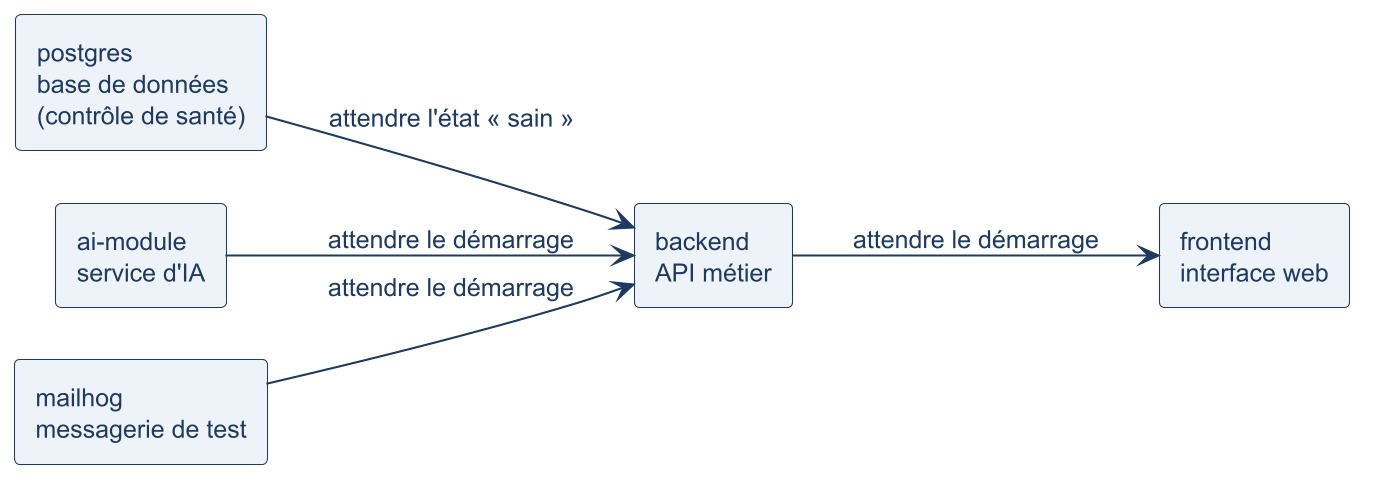 postgres
base de données
(contrôle de santé)
attendre l'état « sain »
ai-module
service d'IA
attendre le démarrage
attendre le démarrage
backend
API métier
attendre le démarrage
frontend
interface web
mailhog
messagerie de test